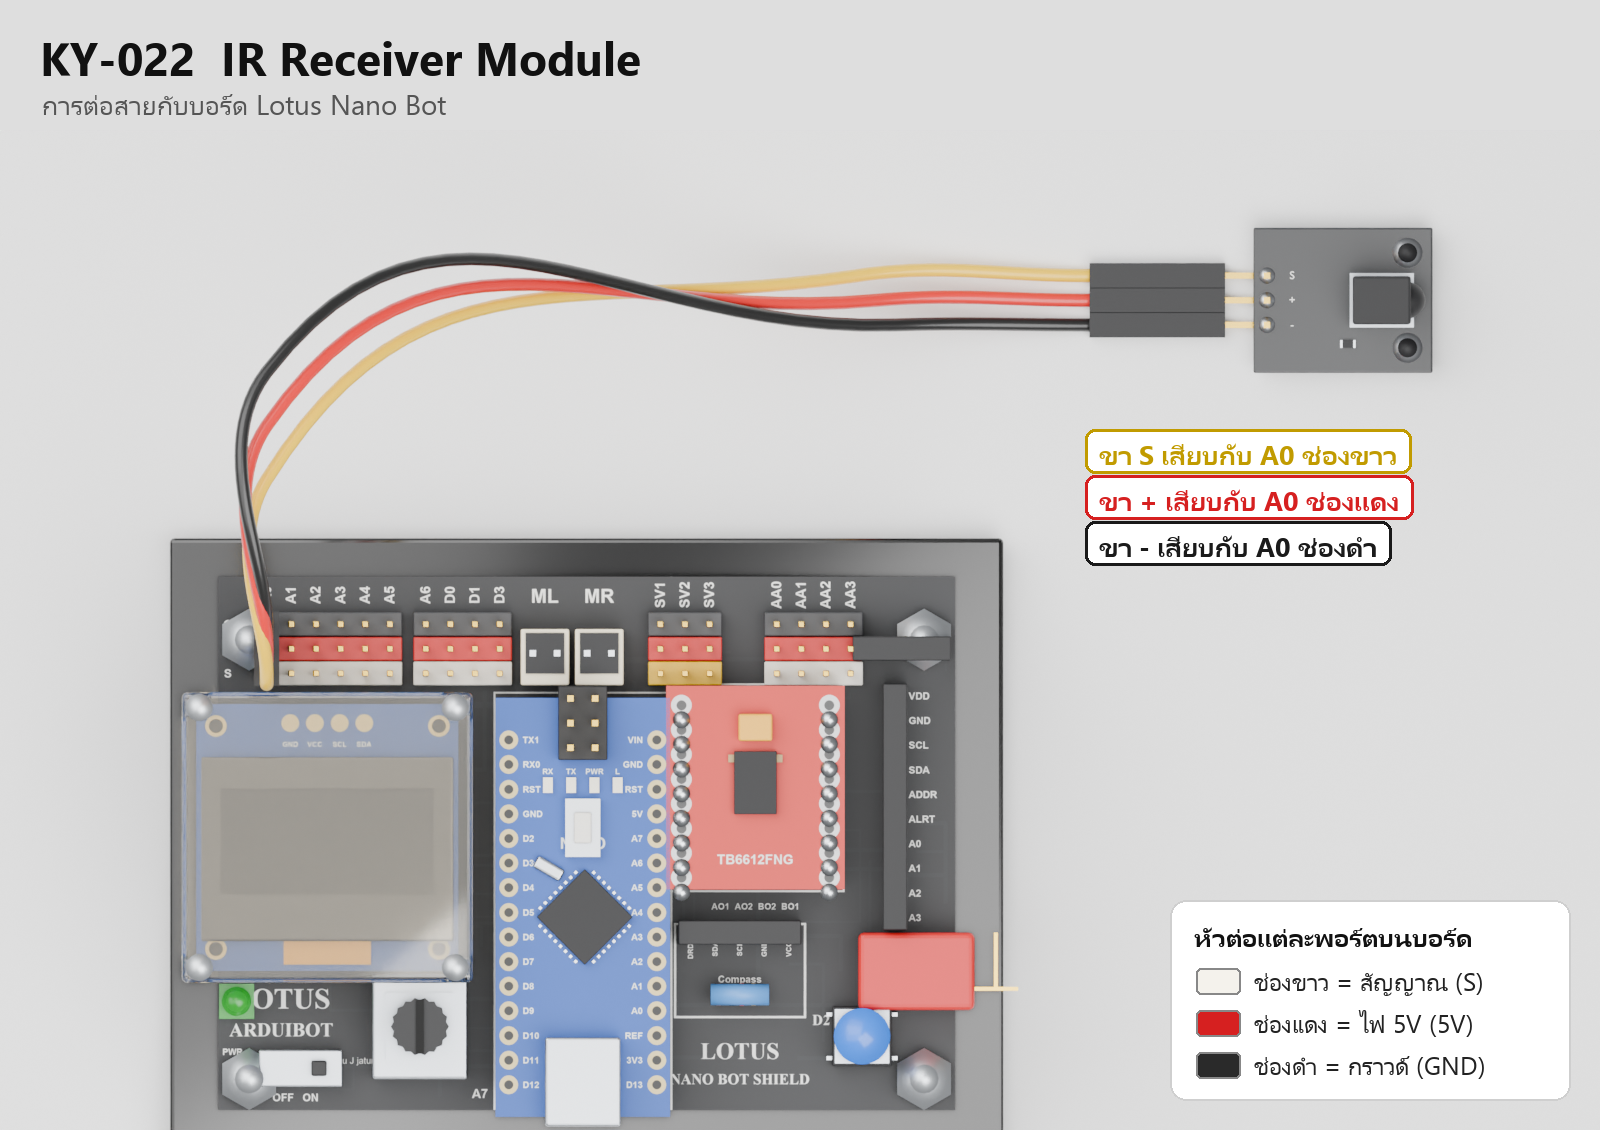 KY-022 IR Receiver Module
การต่อสายกับบอร์ด Lotus Nano Bot
S
+
-
ขา S เสียบกับ A0 ช่องขาว
ขา + เสียบกับ A0 ช่องแดง
ขา - เสียบกับ A0 ช่องดำ
A1 A2 A3 A4 A5 A6 D0 D1 D3 ML MR SV1 SV2 SV3 AA0 AA1 AA2 AA3
S
GND VCC SCL SDA
TX1 VIN
RX0 GND
RX TX PWR L
RST RST
GND 5V
D2 A7
D3 A6
D4 A5
D5 A4
D6 A3
D7 A2
D8 A1
D9 A0
D10 REF
D11 3V3
D12 D13
TB6612FNG
AO1 AO2 BO2 BO1
VDD
GND
SCL
SDA
ADDR
ALRT
A0
A1
A2
A3
Compass
D2
LOTUS
NANO BOT SHIELD
OTUS
ARDUIBOT
PWR
OFF ON
A7
หัวต่อแต่ละพอร์ตบนบอร์ด
ช่องขาว = สัญญาณ (S)
ช่องแดง = ไฟ 5V (5V)
ช่องดำ = กราวด์ (GND)